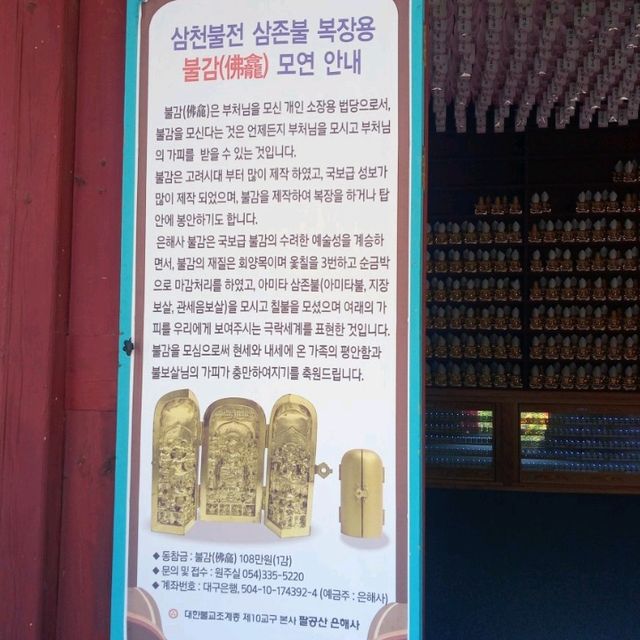 삼천불전 삼존불 복장용
불감(佛龕) 모연 안내
불감(佛龕)은 부처님을 모신 개인 소장용 법당으로서,
불감을 모신다는 것은 언제든지 부처님을 모시고 부처님
의 가피를 받을 수 있는 것입니다.
불감은 고려시대 부터 많이 제작 하였고, 국보급 성보가
많이 제작 되었으며, 불감을 제작하여 복장을 하거나 탑
안에 봉안하기도 합니다.
은해사 불감은 국보급 불감의 수려한 예술성을 계승하
면서, 불감의 재질은 회양목이며 옻칠을 3번하고 순금박
으로 마감처리를 하였고, 아미타 삼존불(아미타불, 지장
보살, 관세음보살)을 모시고 칠불을 모셨으며 여래의 가
피를 우리에게 보여주시는 극락세계를 표현한 것입니다.
불감을 모심으로써 현세와 내세에 온 가족의 평안함과
불보살님의 가피가 충만하여지기를 축원드립니다.
◆ 동참금 : 불감(佛龕) 108만원(1감)
◆ 문의 및 접수 : 원주실 054)335-5220
◆ 계좌번호 : 대구은행, 504-10-174392-4 (예금주 : 은해사)
대한불교조계종 제10교구 본사 팔공산 은해사